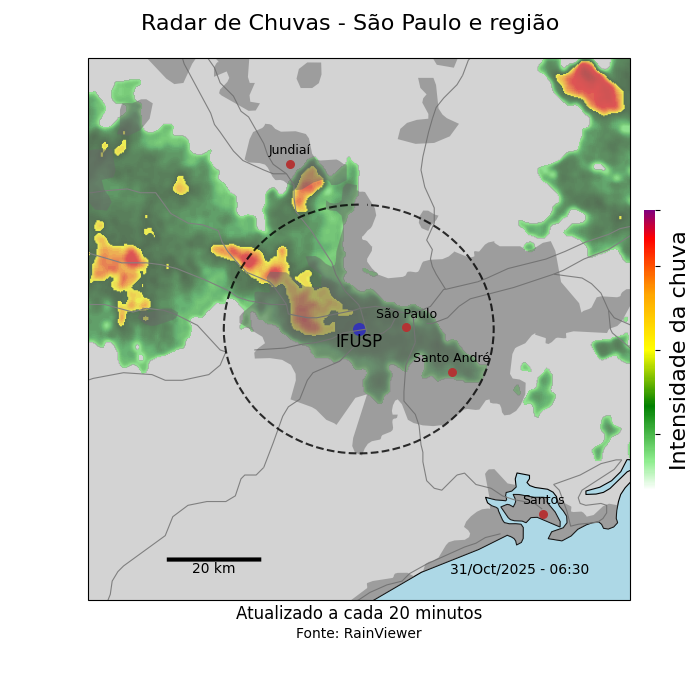 Radar de Chuvas - São Paulo e região
Jundiaí
São Paulo
IFUSP
Santo André
Santos
20 km
31/Oct/2025 - 06:30
Intensidade da chuva
Atualizado a cada 20 minutos
Fonte: RainViewer